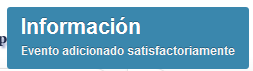 p
Información
Evento adicionado satisfactoriamente